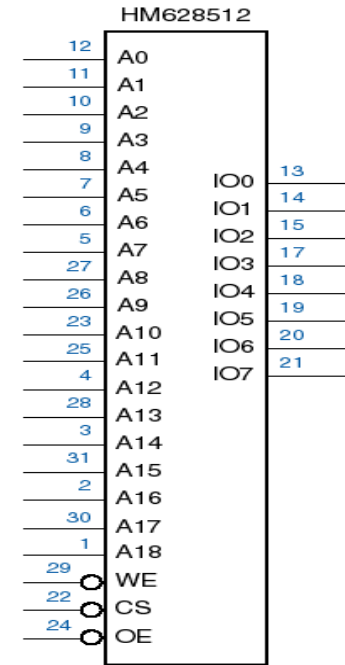 HM628512
12 A0
11 A1
10 A2
9 A3
8 A4
7 A5
6 A6
5 A7
27 A8
26 A9
23 A10
25 A11
4 A12
28 A13
3 A14
31 A15
2 A16
30 A17
1 A18
29 WE
22 CS
24 OE
IO0 13
IO1 14
IO2 15
IO3 17
IO4 18
IO5 19
IO6 20
IO7 21